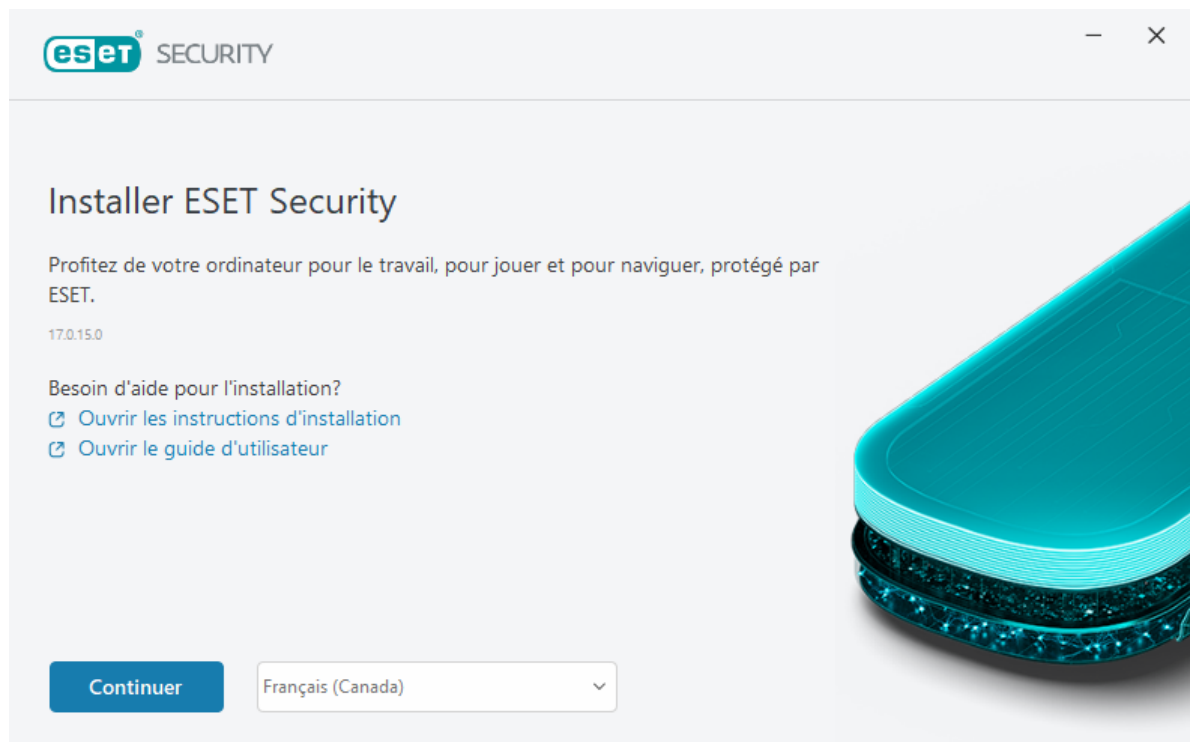 eset® SECURITY
Installer ESET Security
Profitez de votre ordinateur pour le travail, pour jouer et pour naviguer, protégé par
ESET.
17.0.15.0
Besoin d'aide pour l'installation?
Ouvrir les instructions d'installation
Ouvrir le guide d'utilisateur
Continuer
Français (Canada)